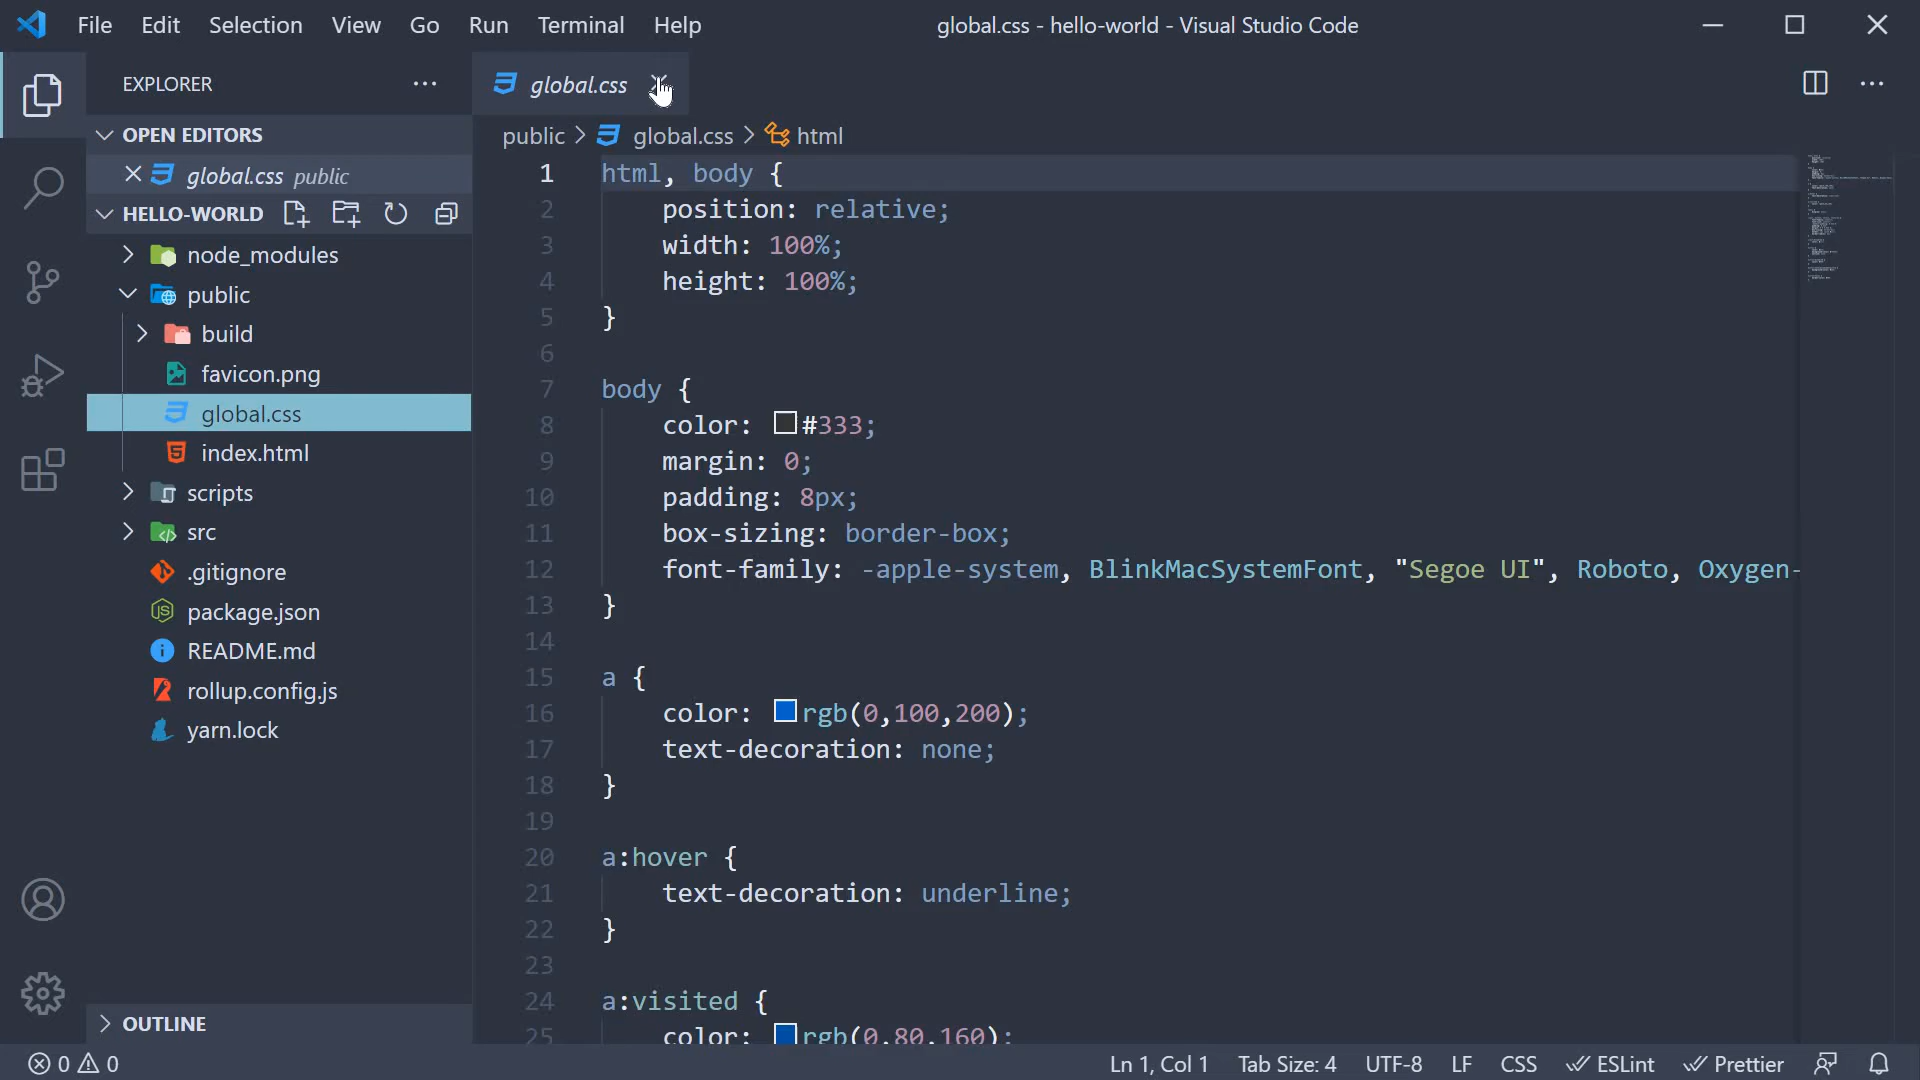 File Edit Selection View Go Run Terminal Help
global.css - hello-world - Visual Studio Code
EXPLORER
OPEN EDITORS
global.css public
HELLO-WORLD
node_modules
public
build
favicon.png
global.css
index.html
scripts
src
.gitignore
package.json
README.md
rollup.config.js
yarn.lock
OUTLINE
global.css
public > global.css > html
1 html, body {
2 position: relative;
3 width: 100%;
4 height: 100%;
5 }
6
7 body {
8 color: #333;
9 margin: 0;
10 padding: 8px;
11 box-sizing: border-box;
12 font-family: -apple-system, BlinkMacSystemFont, "Segoe UI", Roboto, Oxygen-
13 }
14
15 a {
16 color: rgb(0,100,200);
17 text-decoration: none;
18 }
19
20 a:hover {
21 text-decoration: underline;
22 }
23
24 a:visited {
25 color: rgb(0,80,160);
0 0
Ln 1, Col 1 Tab Size: 4 UTF-8 LF CSS ESLint Prettier